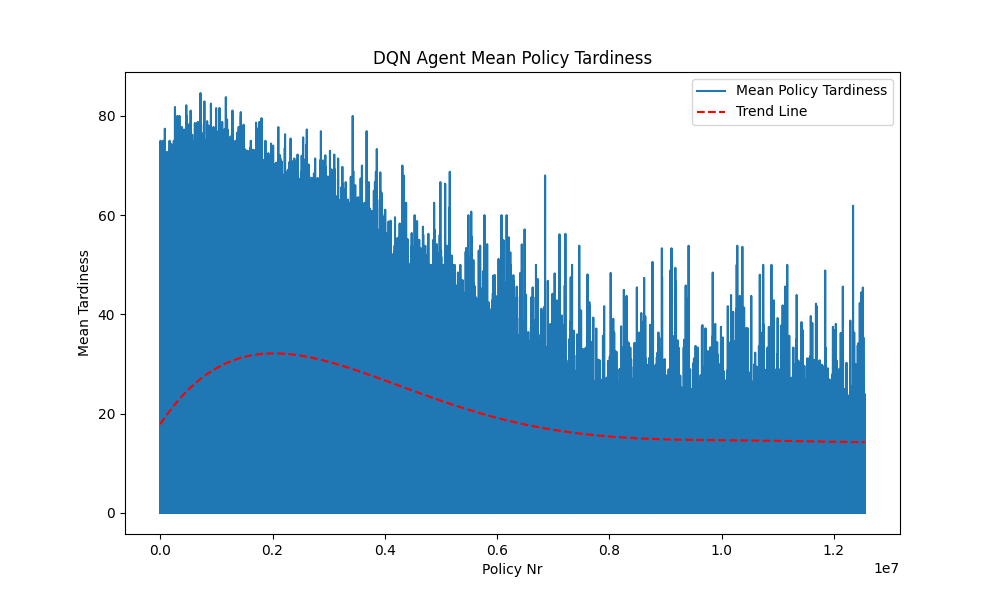 DQN Agent Mean Policy Tardiness
Mean Policy Tardiness
Trend Line
Mean Tardiness
80
60
40
20
0
0.0 0.2 0.4 0.6 0.8 1.0 1.2
1e7
Policy Nr